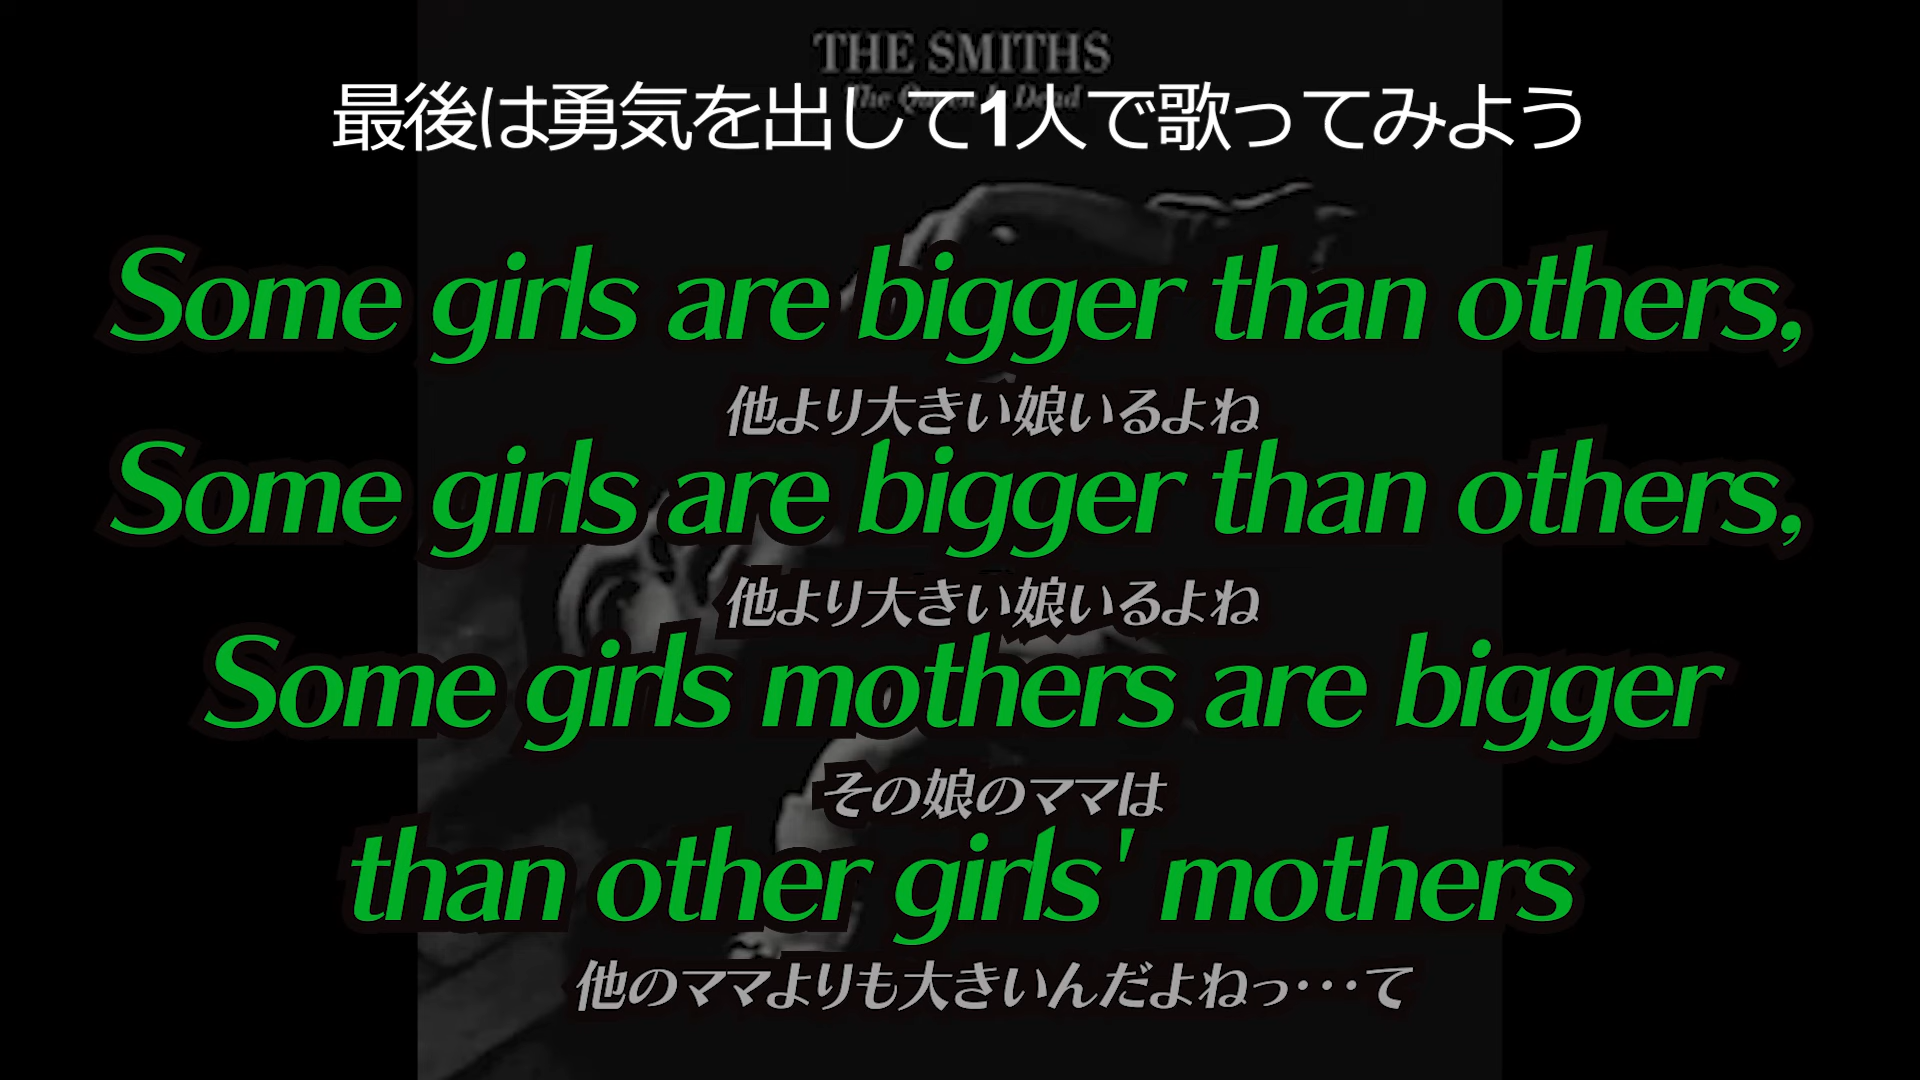 THE SMITHS
The Queen Is Dead
最後は勇気を出して1人で歌ってみよう
Some girls are bigger than others,
他より大きい娘いるよね
Some girls are bigger than others,
他より大きい娘いるよね
Some girls mothers are bigger
その娘のママは
than other girls' mothers
他のママよりも大きいんだよねっ･･･て